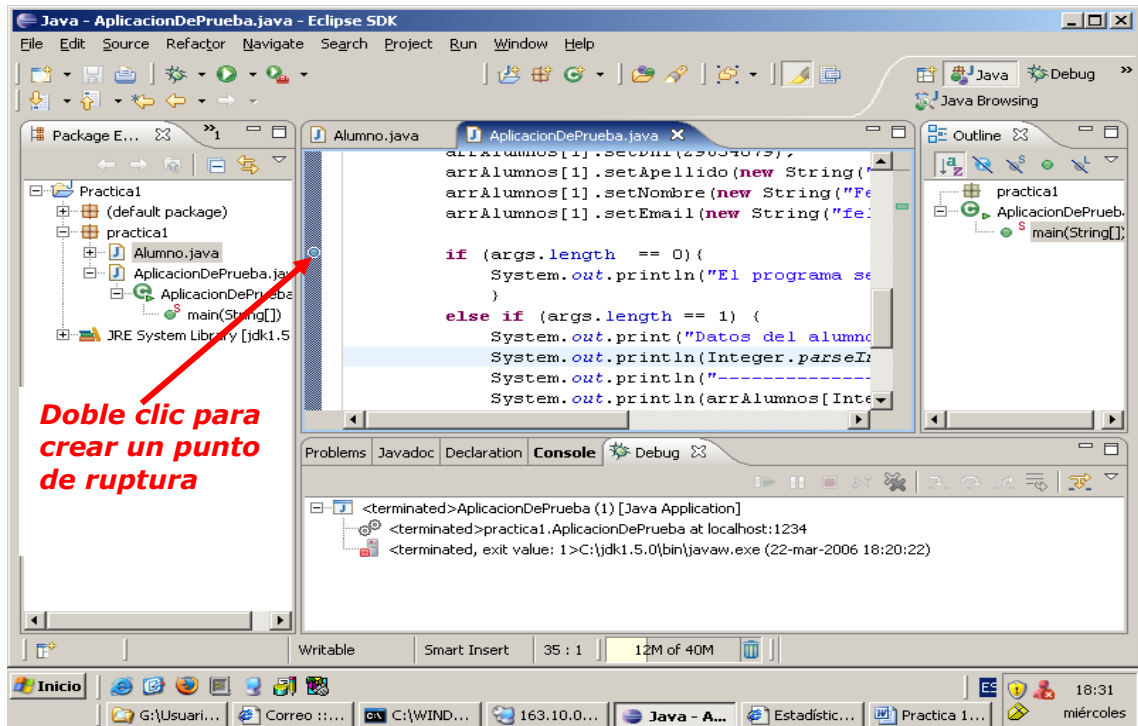 Java - AplicacionDePrueba.java - Eclipse SDK
File Edit Source Refactor Navigate Search Project Run Window Help
Java Debug »
Java Browsing
Package E... »1
Practica1
(default package)
practica1
Alumno.java
AplicacionDePrueba.jav
AplicacionDePrueba
main(String[])
JRE System Library [jdk1.5
Doble clic para
crear un punto
de ruptura
Alumno.java AplicacionDePrueba.java
arrAlumnos[1].setDni(29654879);
arrAlumnos[1].setApellido(new String("
arrAlumnos[1].setNombre(new String("Fe
arrAlumnos[1].setEmail(new String("fel
if (args.length == 0){
System.out.println("El programa se
}
else if (args.length == 1) {
System.out.print("Datos del alumno
System.out.println(Integer.parseIn
System.out.println("--------------
System.out.println(arrAlumnos[Inte
Outline
practica1
AplicacionDePrueb
main(String[])
Problems Javadoc Declaration Console Debug
<terminated>AplicacionDePrueba (1) [Java Application]
<terminated>practica1.AplicacionDePrueba at localhost:1234
<terminated, exit value: 1>C:\jdk1.5.0\bin\javaw.exe (22-mar-2006 18:20:22)
Writable Smart Insert 35 : 1 12M of 40M
Inicio ES 18:31
G:\Usuari... Correo ::... C:\WIND... 163.10.0... Java - A... Estadístic... Practica 1... miércoles